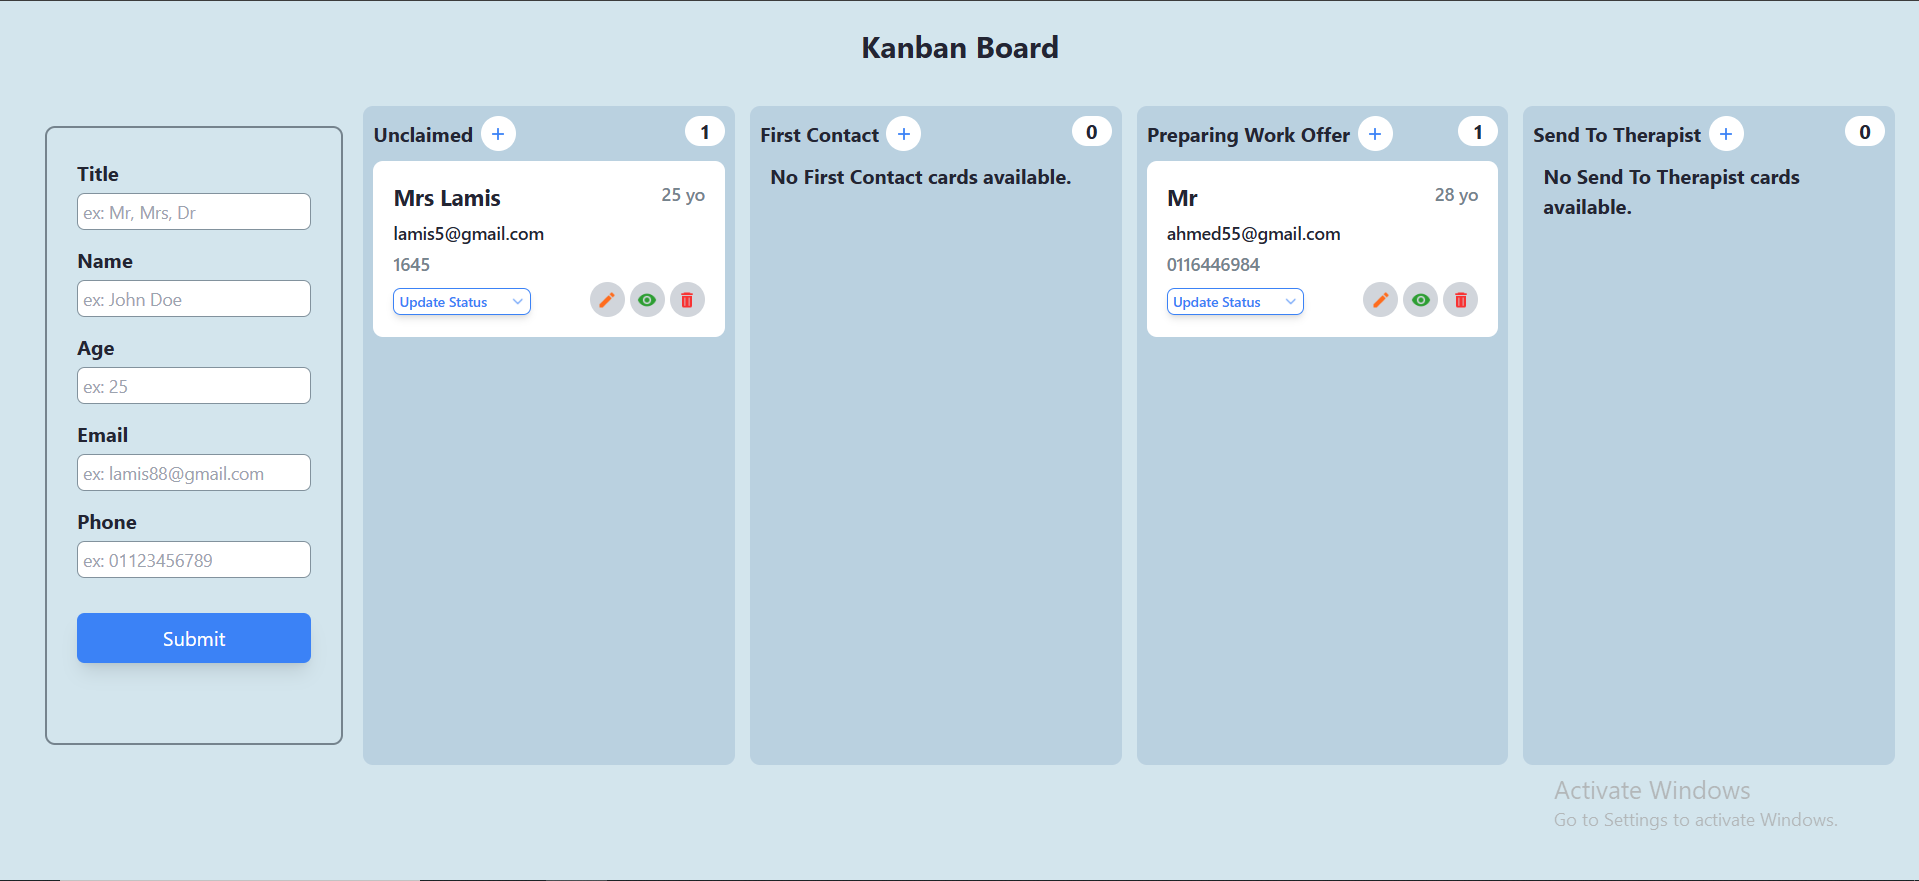 Kanban Board
Title
ex: Mr, Mrs, Dr
Name
ex: John Doe
Age
ex: 25
Email
ex: lamis88@gmail.com
Phone
ex: 01123456789
Submit
Unclaimed + 1
Mrs Lamis 25 yo
lamis5@gmail.com
1645
Update Status
First Contact + 0
No First Contact cards available.
Preparing Work Offer + 1
Mr 28 yo
ahmed55@gmail.com
0116446984
Update Status
Send To Therapist + 0
No Send To Therapist cards
available.
Activate Windows
Go to Settings to activate Windows.